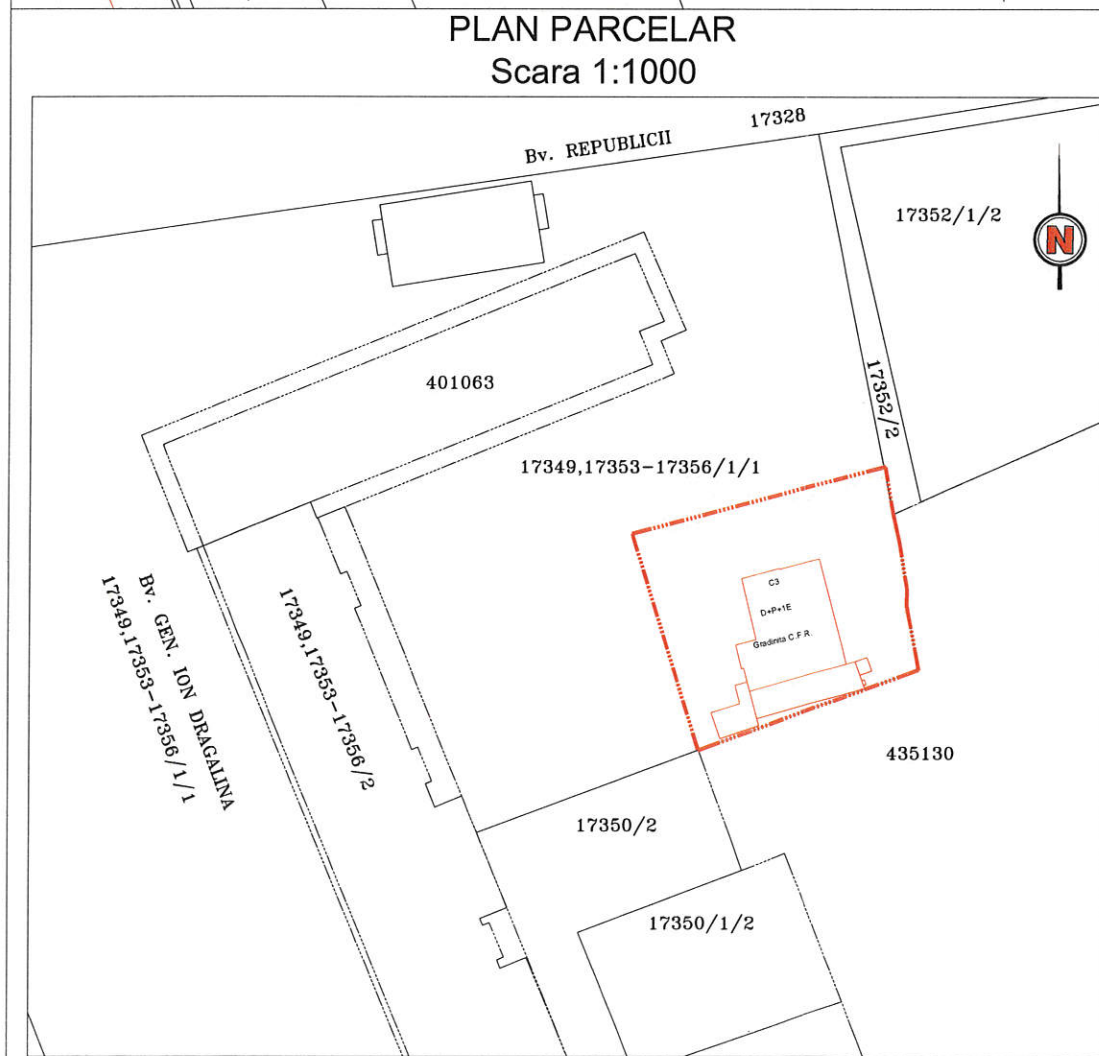 PLAN PARCELAR
Scara 1:1000
17328
Bv. REPUBLICII
17352/1/2
N
401063
17352/2
17349,17353-17356/1/1
Bv. GEN. ION DRAGALINA
17349,17353-17356/1/1
17349,17353-17356/2
C3
D+P+1E
Gradinita C.F.R.
435130
17350/2
17350/1/2